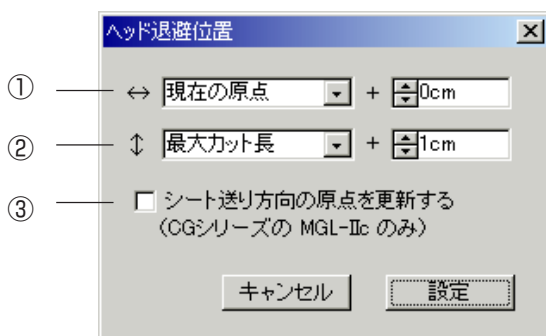 ヘッド退避位置
① ↔ 現在の原点 + 0cm
② ↕ 最大カット長 + 1cm
③ シート送り方向の原点を更新する
(CGシリーズの MGL-Ⅱc のみ)
キャンセル 設定